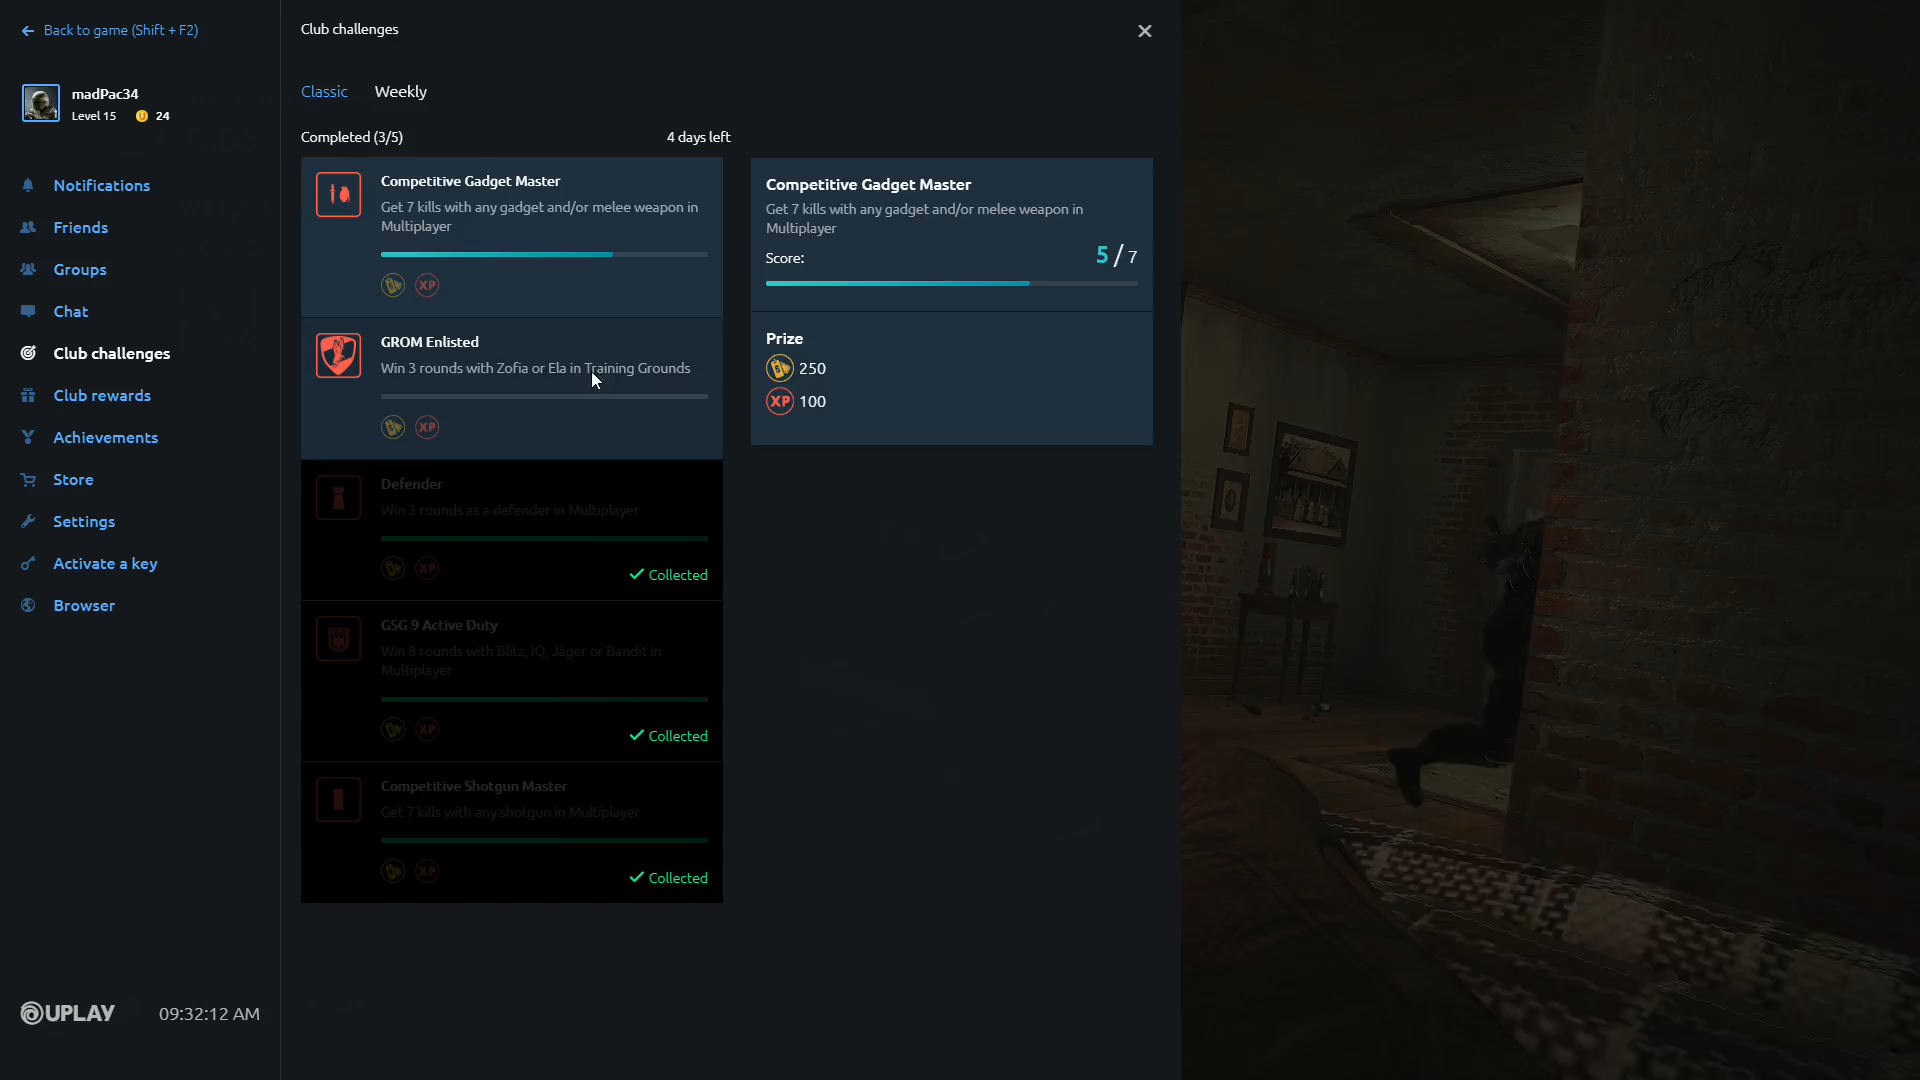 Back to game (Shift + F2)
madPac34
Level 15 24
Notifications
Friends
Groups
Chat
Club challenges
Club rewards
Achievements
Store
Settings
Activate a key
Browser
UPLAY 09:32:12 AM
Club challenges
Classic Weekly
Completed (3/5) 4 days left
Competitive Gadget Master
Get 7 kills with any gadget and/or melee weapon in
Multiplayer
XP
GROM Enlisted
Win 3 rounds with Zofia or Ela in Training Grounds
XP
Defender
Win 3 rounds as a defender in Multiplayer
XP
Collected
GSG 9 Active Duty
Win 8 rounds with Blitz, IQ, Jäger or Bandit in
Multiplayer
XP
Collected
Competitive Shotgun Master
Get 7 kills with any shotgun in Multiplayer
XP
Collected
Competitive Gadget Master
Get 7 kills with any gadget and/or melee weapon in
Multiplayer
Score: 5 / 7
Prize
250
XP 100